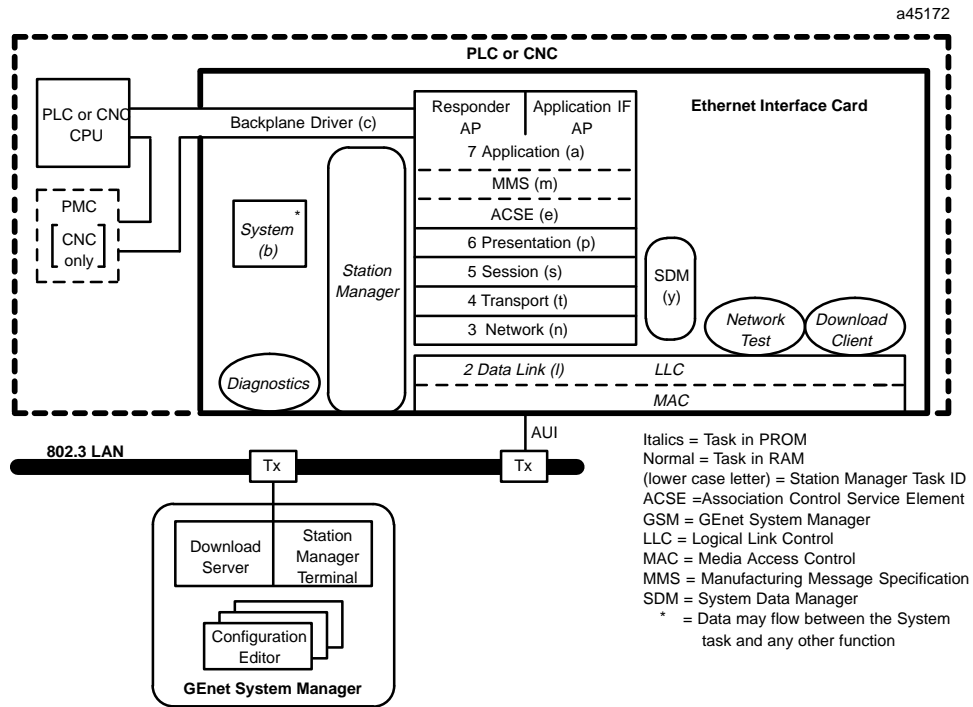 a45172
PLC or CNC
PLC or CNC
CPU
Backplane Driver (c)
PMC
CNC
only
Responder
AP
Application IF
AP
Ethernet Interface Card
7 Application (a)
MMS (m)
ACSE (e)
6 Presentation (p)
5 Session (s)
4 Transport (t)
3 Network (n)
System
(b)
*
Station
Manager
SDM
(y)
Network
Test
Download
Client
Diagnostics
2 Data Link (l)
LLC
MAC
AUI
802.3 LAN
Tx
Tx
Download
Server
Station
Manager
Terminal
Configuration
Editor
GEnet System Manager
Italics = Task in PROM
Normal = Task in RAM
(lower case letter) = Station Manager Task ID
ACSE =Association Control Service Element
GSM = GEnet System Manager
LLC = Logical Link Control
MAC = Media Access Control
MMS = Manufacturing Message Specification
SDM = System Data Manager
* = Data may flow between the System
task and any other function